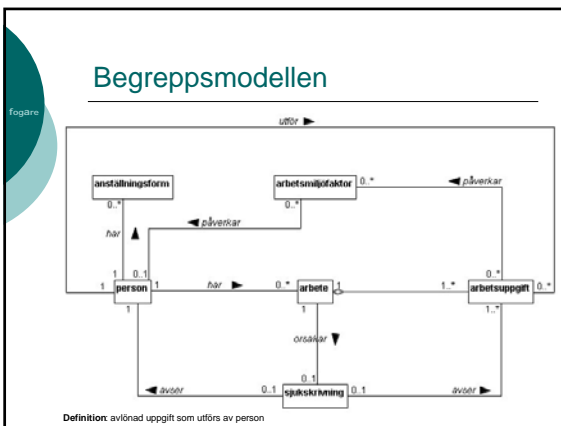 Begreppsmodellen
fogare
utför ►
anställningsform
arbetsmiljöfaktor
0..*
◄ påverkar
0..*
0..*
har ▲
◄ påverkar
1
0..1
0..*
1
person
1
har ►
0..*
arbete
1
1..*
arbetsuppgift
0..*
1
1
1..*
orsakar ▼
0..1
◄ avser
0..1
sjukskrivning
0..1
avser ►
Definition: avlönad uppgift som utförs av person